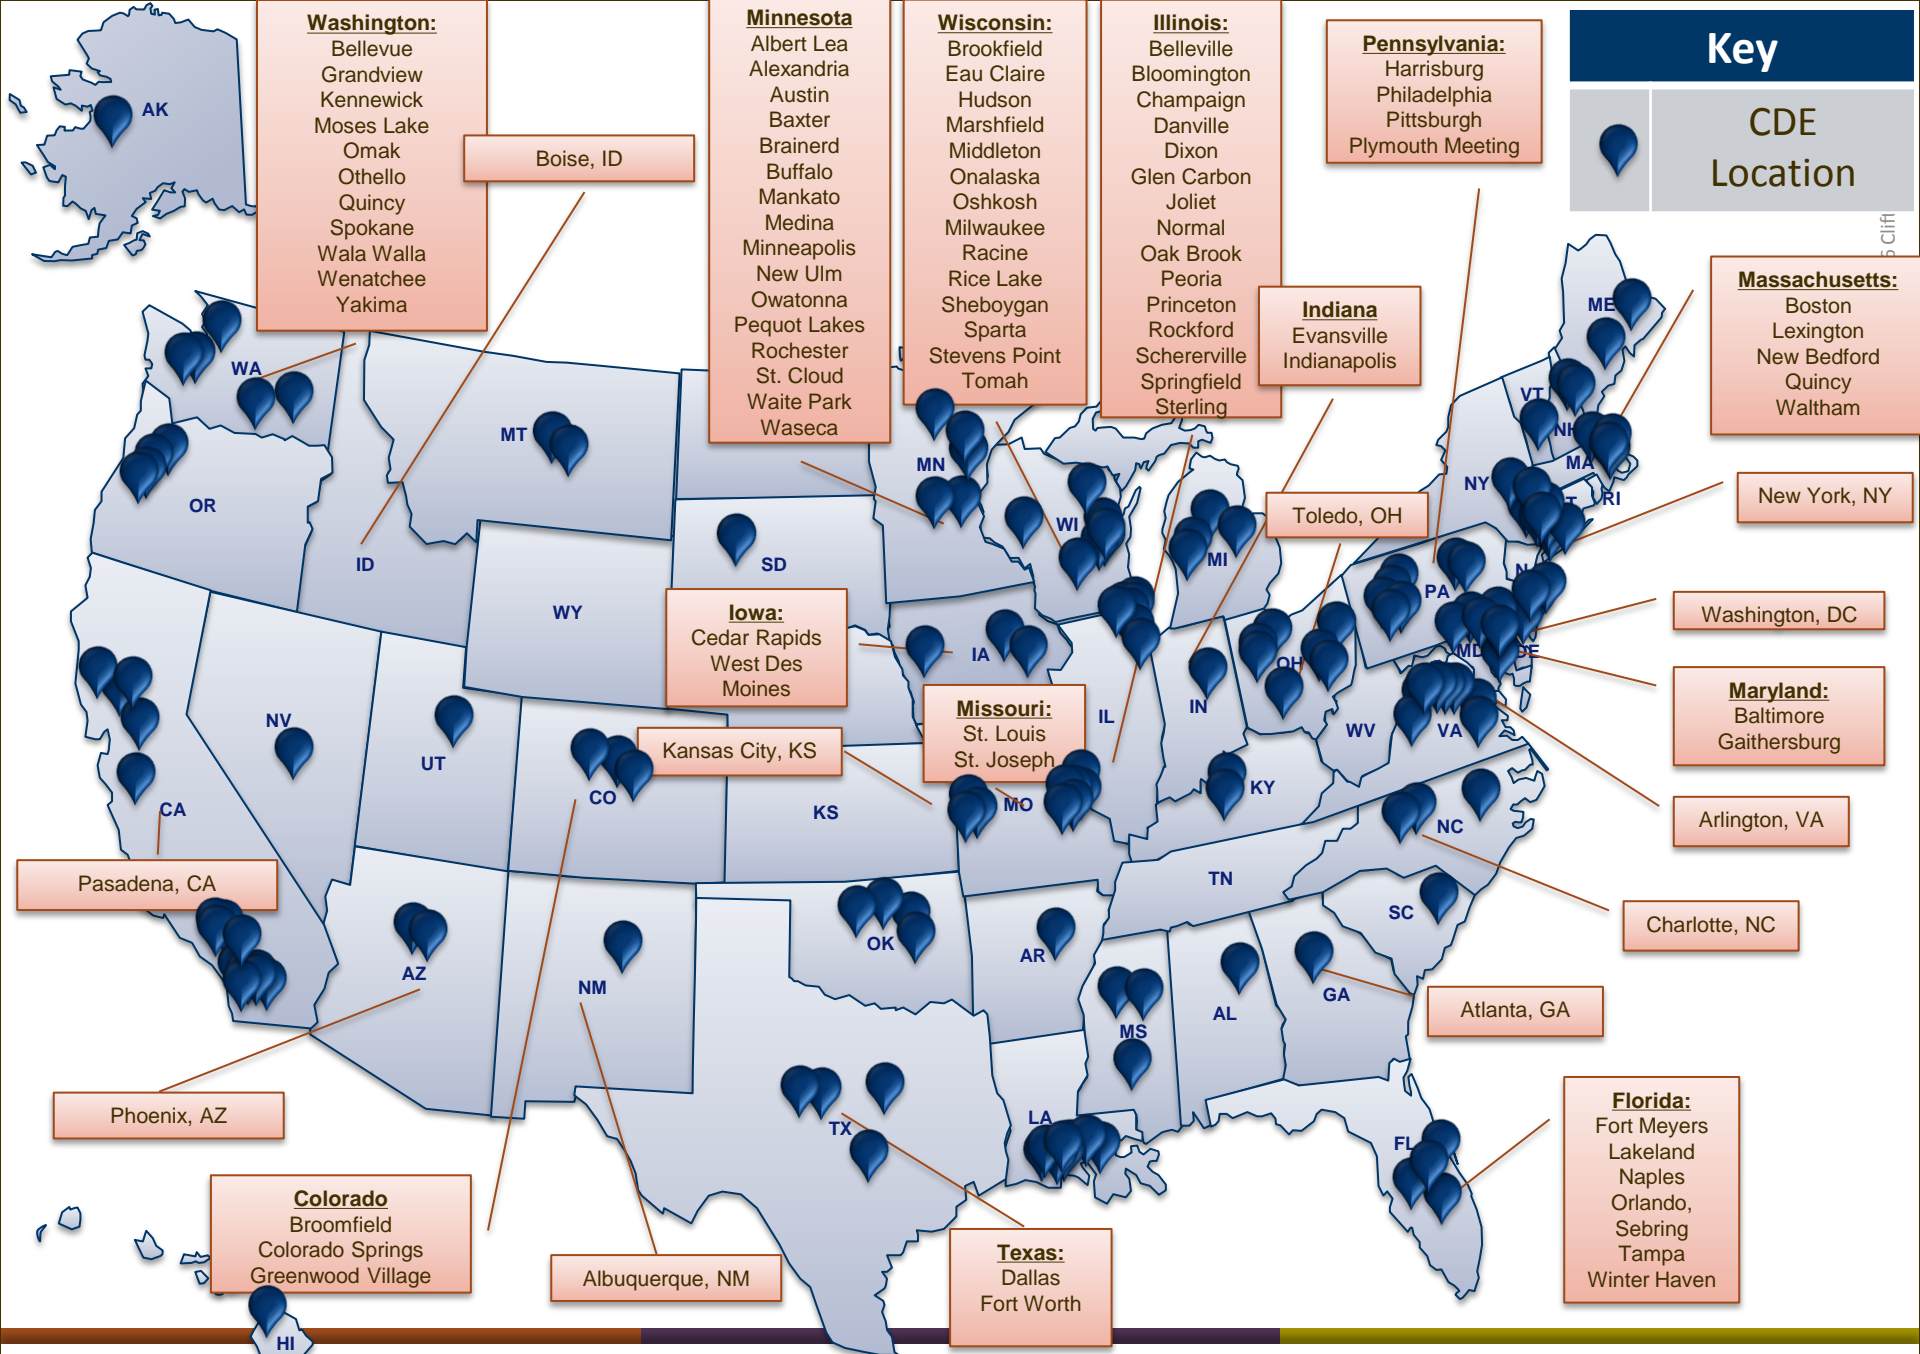 Washington:
Bellevue
Grandview
Kennewick
Moses Lake
Omak
Othello
Quincy
Spokane
Wala Walla
Wenatchee
Yakima
Boise, ID
Minnesota
Albert Lea
Alexandria
Austin
Baxter
Brainerd
Buffalo
Mankato
Medina
Minneapolis
New Ulm
Owatonna
Pequot Lakes
Rochester
St. Cloud
Waite Park
Waseca
Wisconsin:
Brookfield
Eau Claire
Hudson
Marshfield
Middleton
Onalaska
Oshkosh
Milwaukee
Racine
Rice Lake
Sheboygan
Sparta
Stevens Point
Tomah
Illinois:
Belleville
Bloomington
Champaign
Danville
Dixon
Glen Carbon
Joliet
Normal
Oak Brook
Peoria
Princeton
Rockford
Schererville
Springfield
Sterling
Indiana
Evansville
Indianapolis
Pennsylvania:
Harrisburg
Philadelphia
Pittsburgh
Plymouth Meeting
Key
CDE
Location
Massachusetts:
Boston
Lexington
New Bedford
Quincy
Waltham
New York, NY
Toledo, OH
Washington, DC
Maryland:
Baltimore
Gaithersburg
Arlington, VA
Charlotte, NC
Atlanta, GA
Florida:
Fort Meyers
Lakeland
Naples
Orlando,
Sebring
Tampa
Winter Haven
Iowa:
Cedar Rapids
West Des
Moines
Missouri:
St. Louis
St. Joseph
Kansas City, KS
Pasadena, CA
Phoenix, AZ
Colorado
Broomfield
Colorado Springs
Greenwood Village
Albuquerque, NM
Texas:
Dallas
Fort Worth
AK
WA
OR
ID
MT
WY
SD
MN
WI
MI
IA
IL
IN
OH
PA
NY
VT
NH
ME
MA
RI
MD
DE
WV
VA
KY
NC
SC
TN
GA
AL
MS
LA
AR
MO
KS
OK
TX
NM
CO
UT
AZ
NV
CA
FL
HI